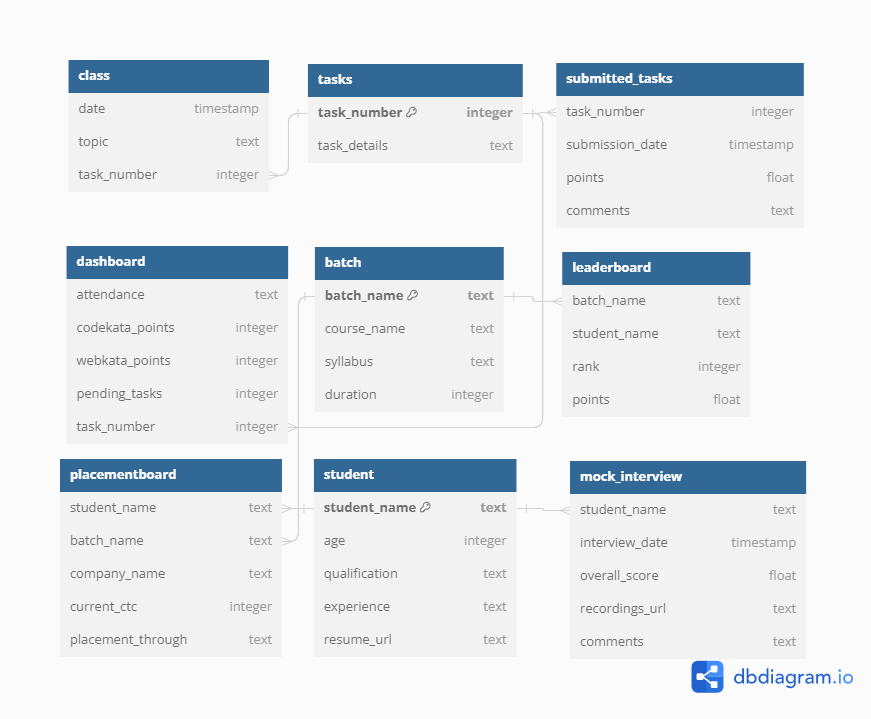 class
date timestamp
topic text
task_number integer
tasks
task_number integer
task_details text
submitted_tasks
task_number integer
submission_date timestamp
points float
comments text
dashboard
attendance text
codekata_points integer
webkata_points integer
pending_tasks integer
task_number integer
batch
batch_name text
course_name text
syllabus text
duration integer
leaderboard
batch_name text
student_name text
rank integer
points float
placementboard
student_name text
batch_name text
company_name text
current_ctc integer
placement_through text
student
student_name text
age integer
qualification text
experience text
resume_url text
mock_interview
student_name text
interview_date timestamp
overall_score float
recordings_url text
comments text
dbdiagram.io